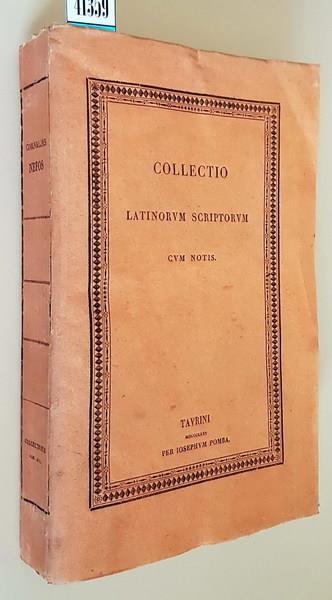 41359
COLLECTIO
LATINORVM SCRIPTORVM
CVM NOTIS.
TAVRINI
PER IOSEPHVM POMBA.
CORNELIUS
NEPOS